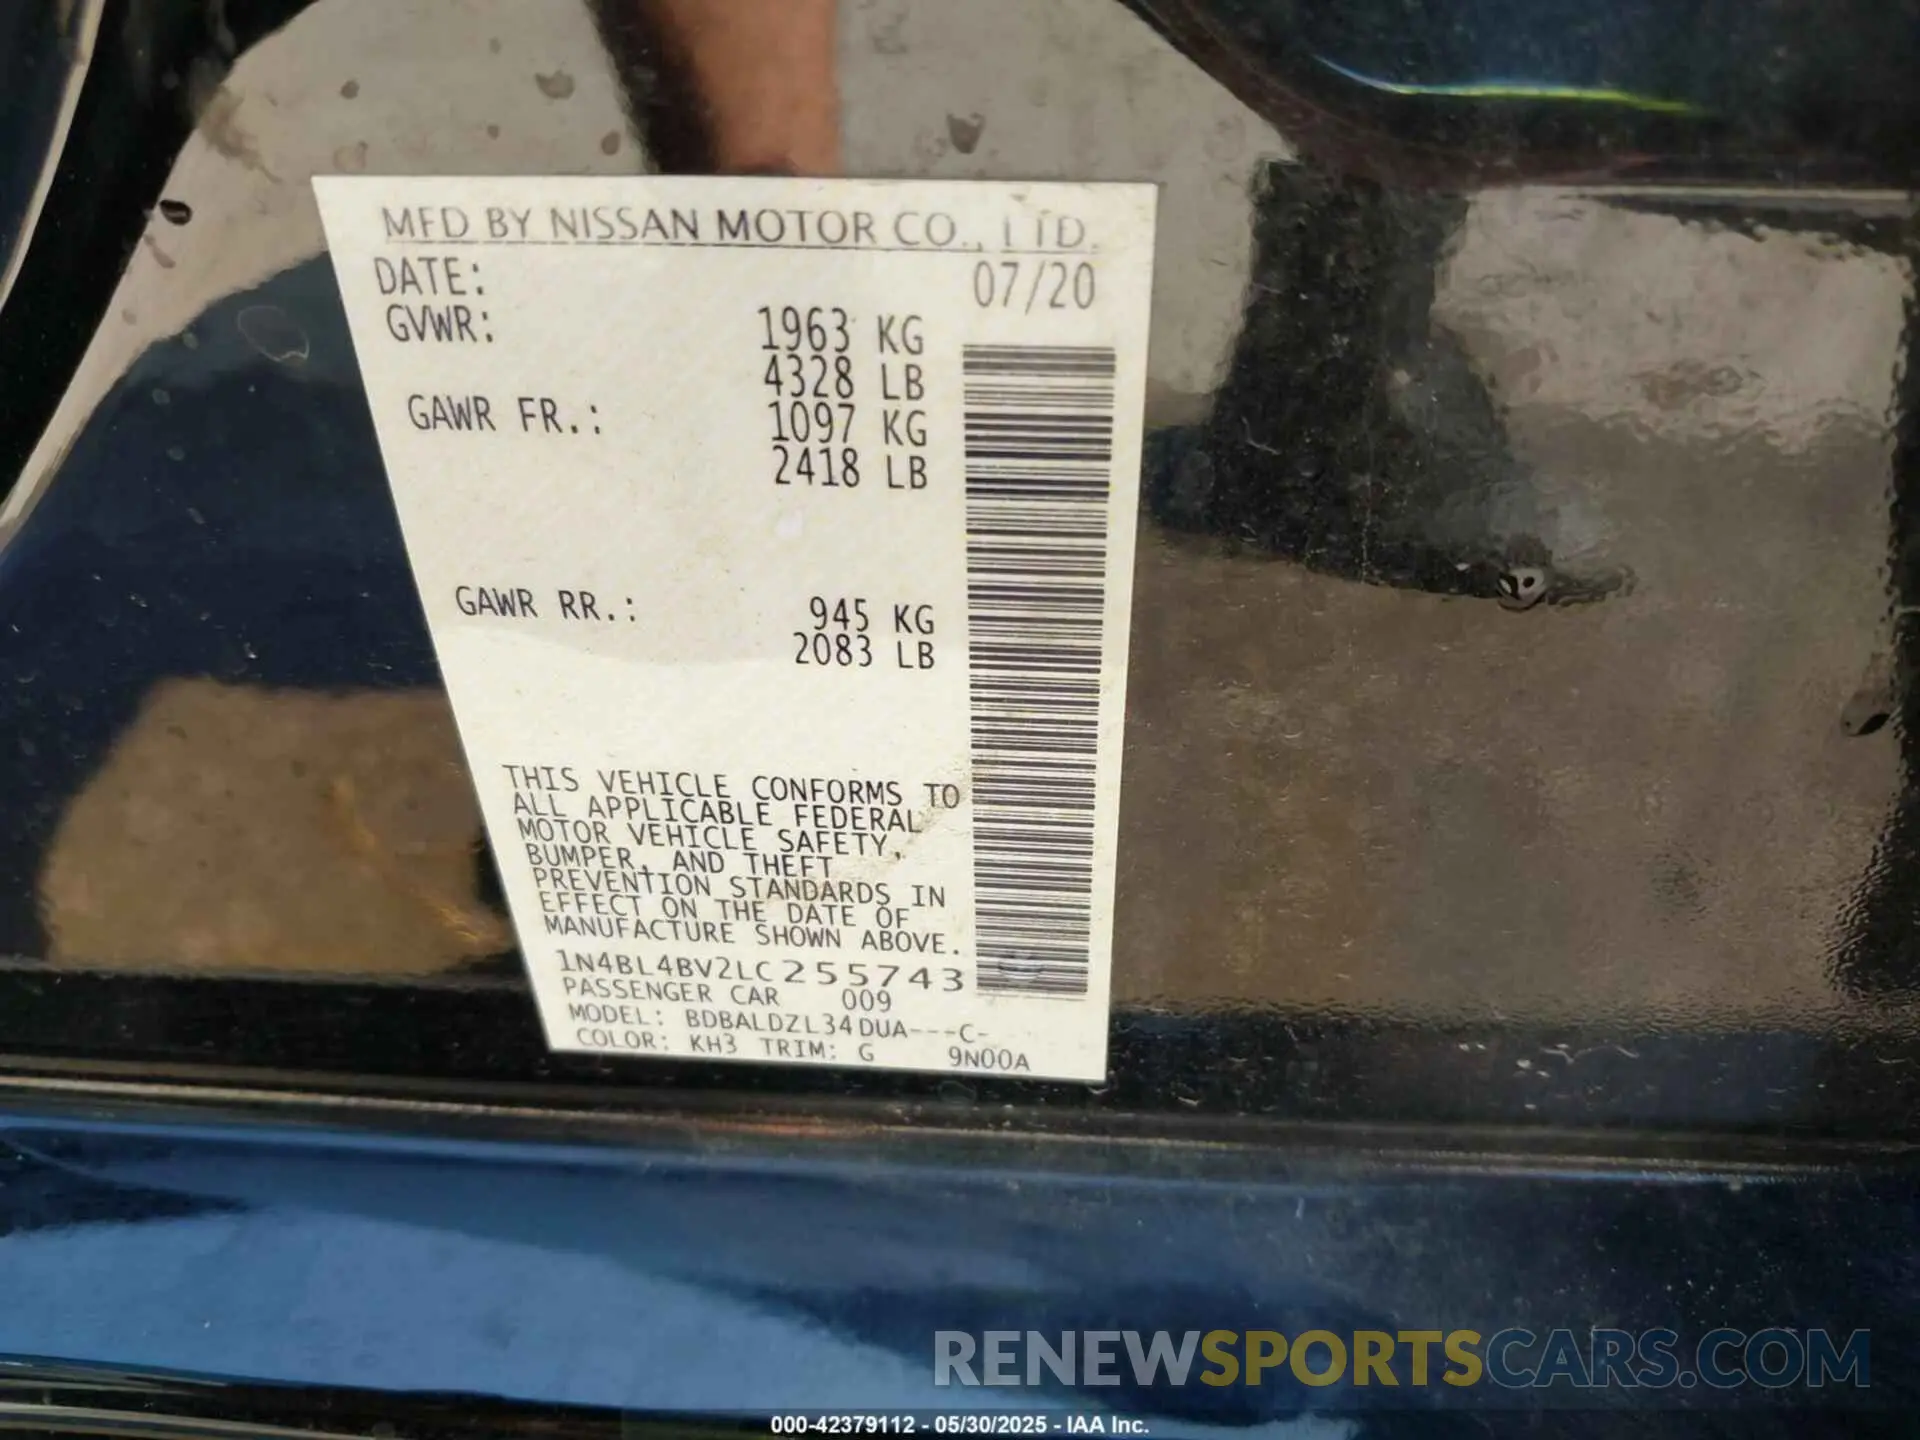 MFD BY NISSAN MOTOR CO., LTD.
DATE: 07/20
GVWR: 1963 KG
4328 LB
GAWR FR.: 1097 KG
2418 LB
GAWR RR.: 945 KG
2083 LB
THIS VEHICLE CONFORMS TO
ALL APPLICABLE FEDERAL
MOTOR VEHICLE SAFETY,
BUMPER, AND THEFT
PREVENTION STANDARDS IN
EFFECT ON THE DATE OF
MANUFACTURE SHOWN ABOVE.
1N4BL4BV2LC255743
PASSENGER CAR 009
MODEL: BDBALDZL34DUA---C-
COLOR: KH3 TRIM: G 9N00A
RENEWSPORTSCARS.COM
000-42379112 - 05/30/2025 - IAA Inc.